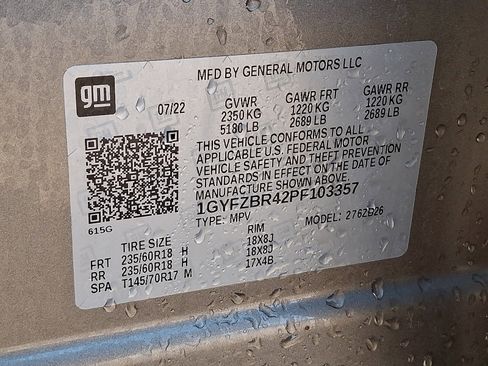 gm
MFD BY GENERAL MOTORS LLC
07/22 GVWR GAWR FRT GAWR RR
2350 KG 1220 KG 1220 KG
5180 LB 2689 LB 2689 LB
THIS VEHICLE CONFORMS TO ALL
APPLICABLE U.S. FEDERAL MOTOR
VEHICLE SAFETY AND THEFT PREVENTION
STANDARDS IN EFFECT ON THE DATE OF
MANUFACTURE SHOWN ABOVE.
1GYFZBR42PF103357
615G TYPE: MPV MODEL: 2762E26
TIRE SIZE RIM
FRT 235/60R18 H 18X8J
RR 235/60R18 H 18X8J
SPA T145/70R17 M 17X4B